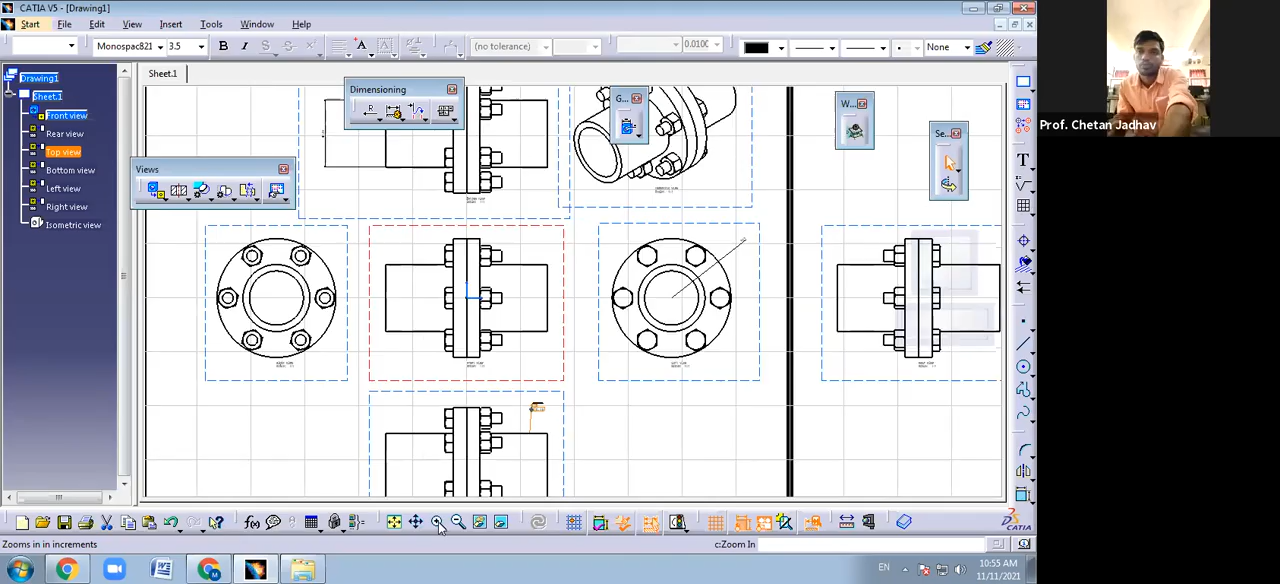 CATIA V5 - [Drawing1]
Start File Edit View Insert Tools Window Help
Monospac821 3.5 B I S (no tolerance) 0.010( None
Drawing1
Sheet.1
Front view
Rear view
Top view
Bottom view
Left view
Right view
Isometric view
Sheet.1
Dimensioning
G...
W...
Se...
Views
Prof. Chetan Jadhav
Zooms in in increments c:Zoom In
EN 10:55 AM
11/11/2021